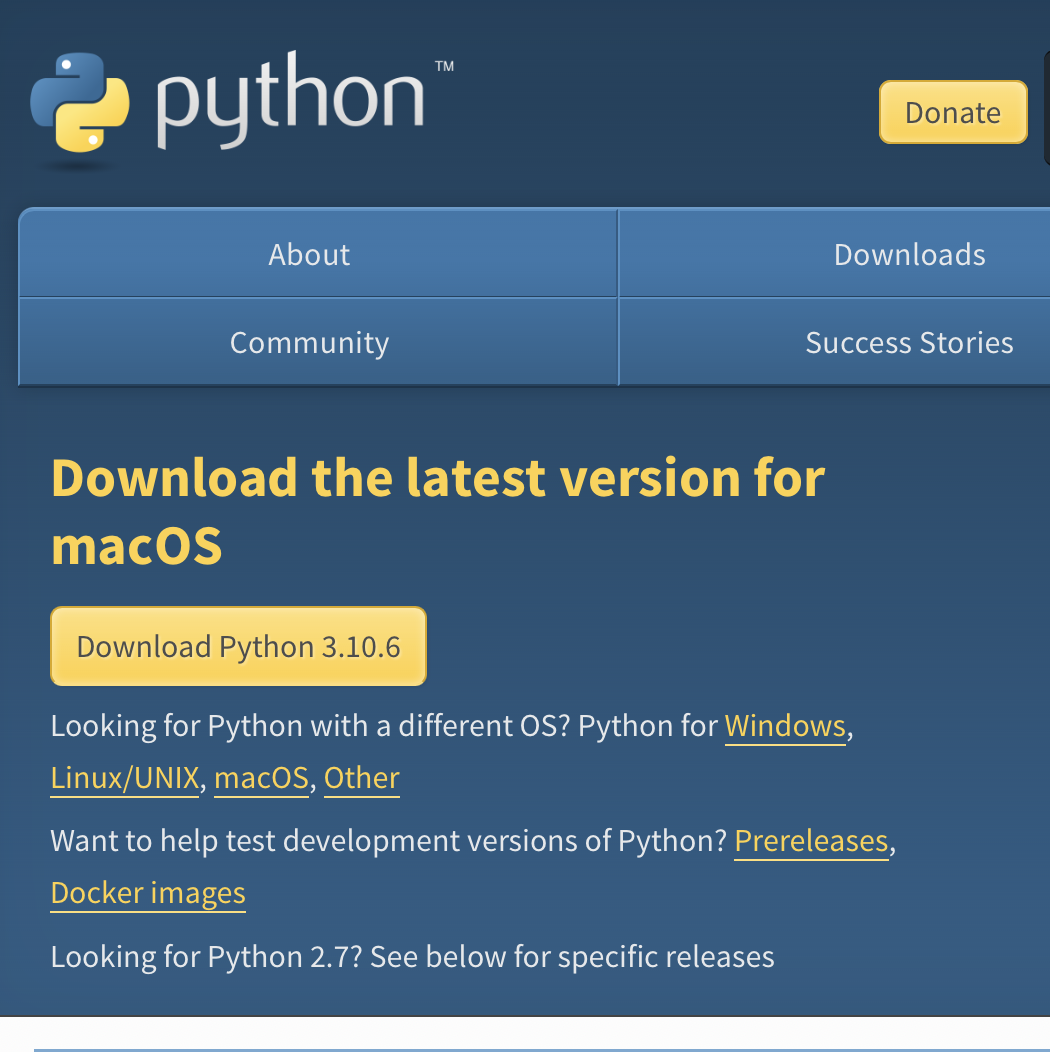 python™
Donate
About
Downloads
Community
Success Stories
Download the latest version for
macOS
Download Python 3.10.6
Looking for Python with a different OS? Python for Windows,
Linux/UNIX, macOS, Other
Want to help test development versions of Python? Prereleases,
Docker images
Looking for Python 2.7? See below for specific releases